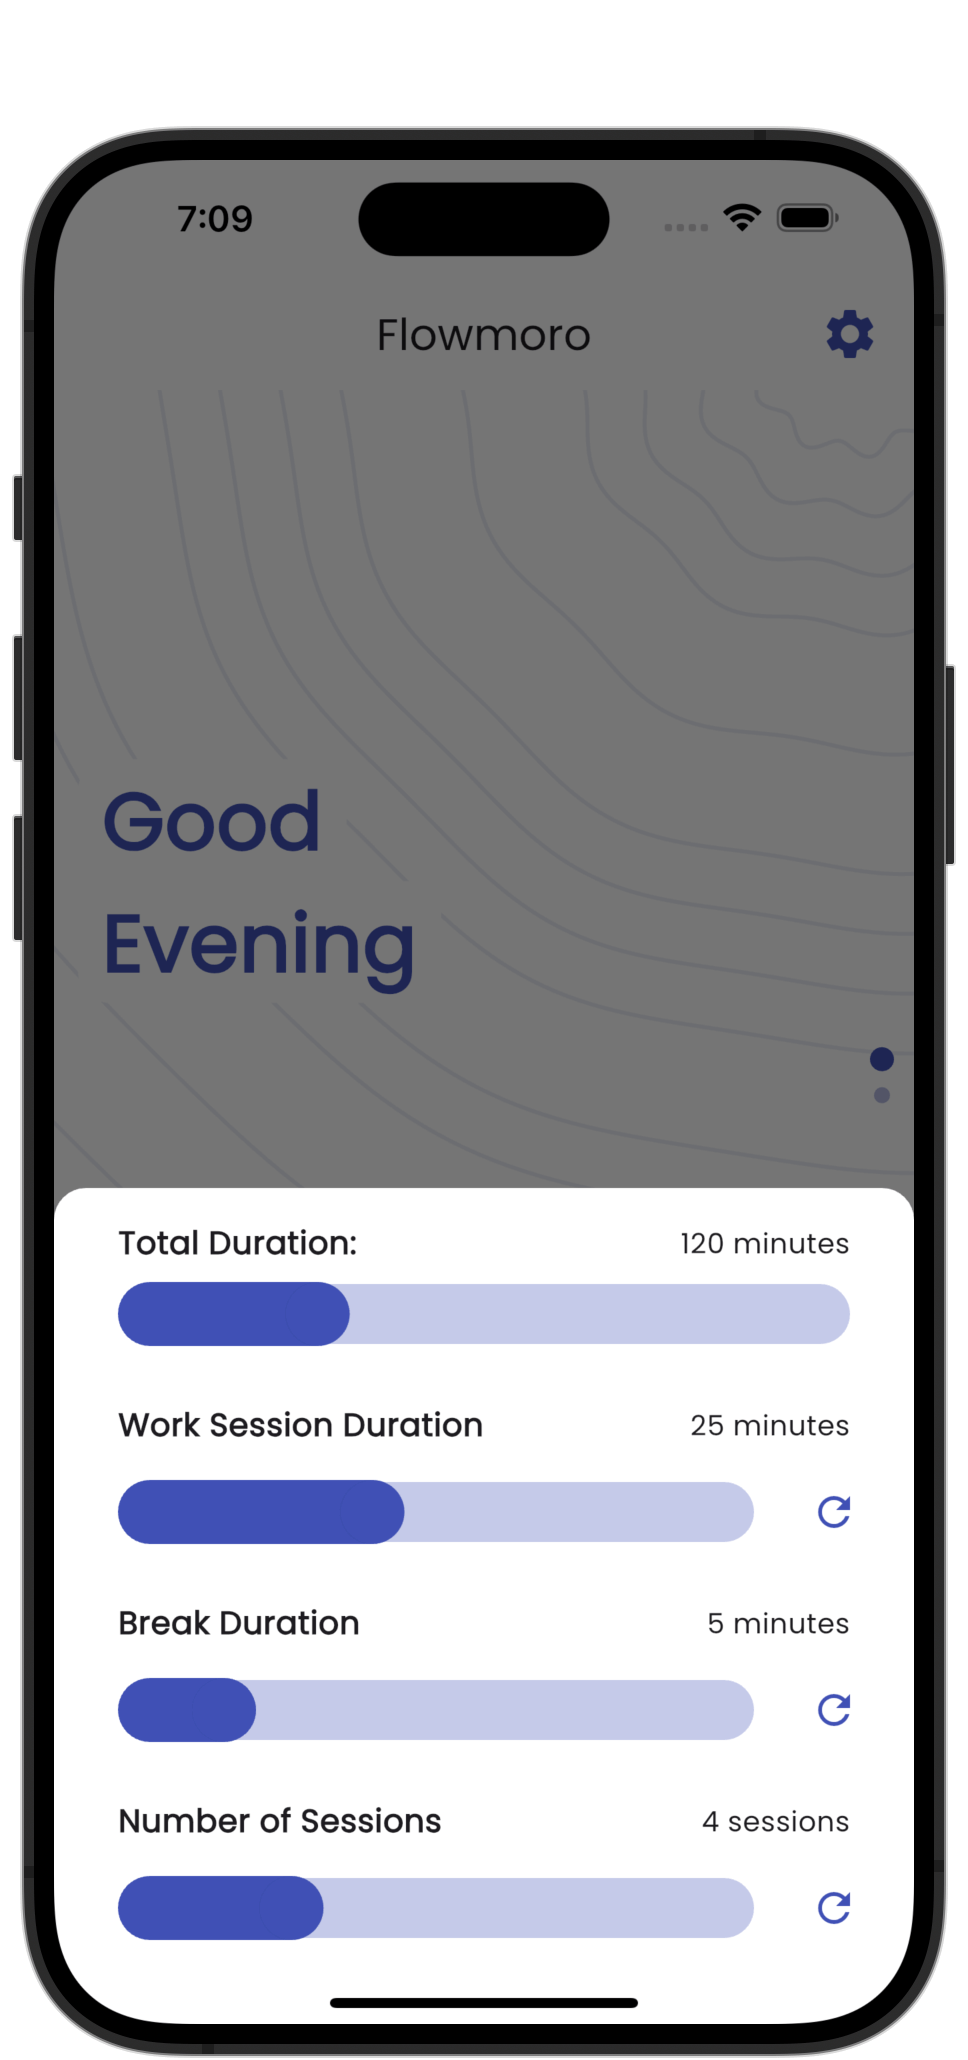 7:09
Flowmoro
Good
Evening
Total Duration: 120 minutes
Work Session Duration 25 minutes
Break Duration 5 minutes
Number of Sessions 4 sessions